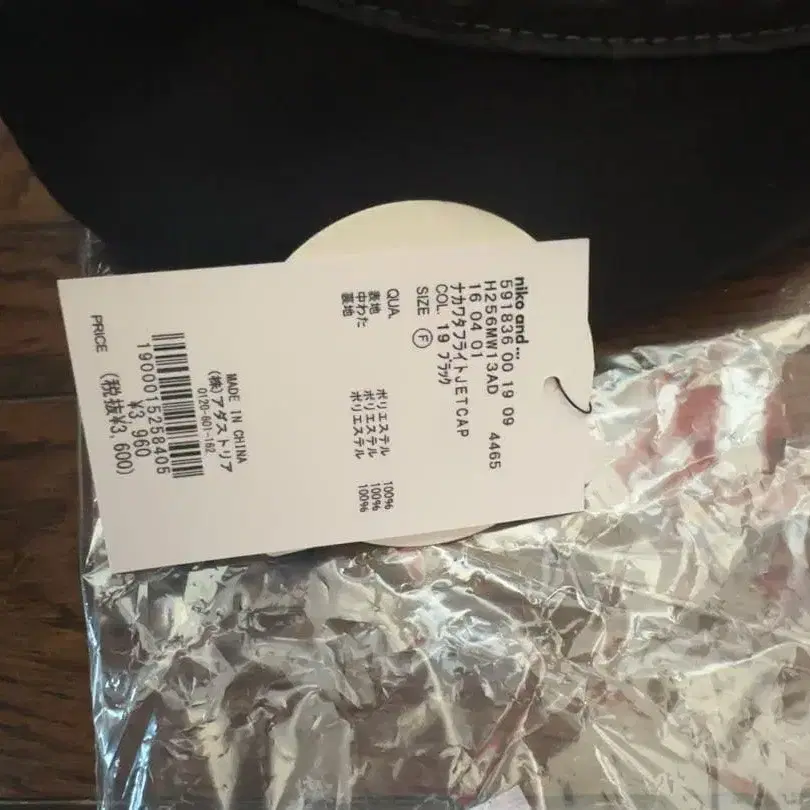 niko and ...
591836 00 19 09 4465
H256MW13AD
16 04 01
ナカワタフライトJETCAP
COL. 19 ブラック
SIZE Ⓕ
QUA.
表地 ポリエステル 100%
中わた ポリエステル 100%
裏地 ポリエステル 100%
MADE IN CHINA
(株)アダストリア
0120-601-162
1900015258405
PRICE ¥3,960
(税抜¥3,600)